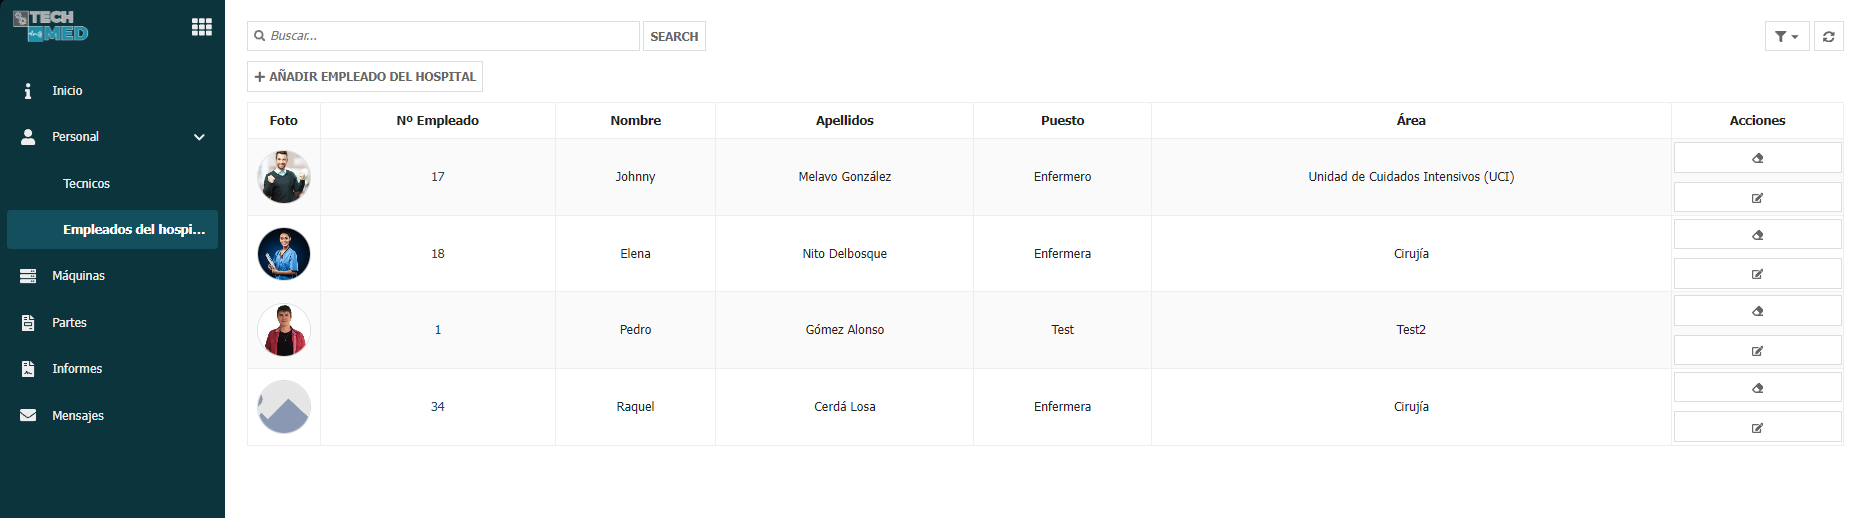 TECH
MED
Inicio
Personal
Tecnicos
Empleados del hospi...
Máquinas
Partes
Informes
Mensajes
Buscar...
SEARCH
AÑADIR EMPLEADO DEL HOSPITAL
Foto Nº Empleado Nombre Apellidos Puesto Área Acciones
17 Johnny Melavo González Enfermero Unidad de Cuidados Intensivos (UCI)
18 Elena Nito Delbosque Enfermera Cirujía
1 Pedro Gómez Alonso Test Test2
34 Raquel Cerdá Losa Enfermera Cirujía